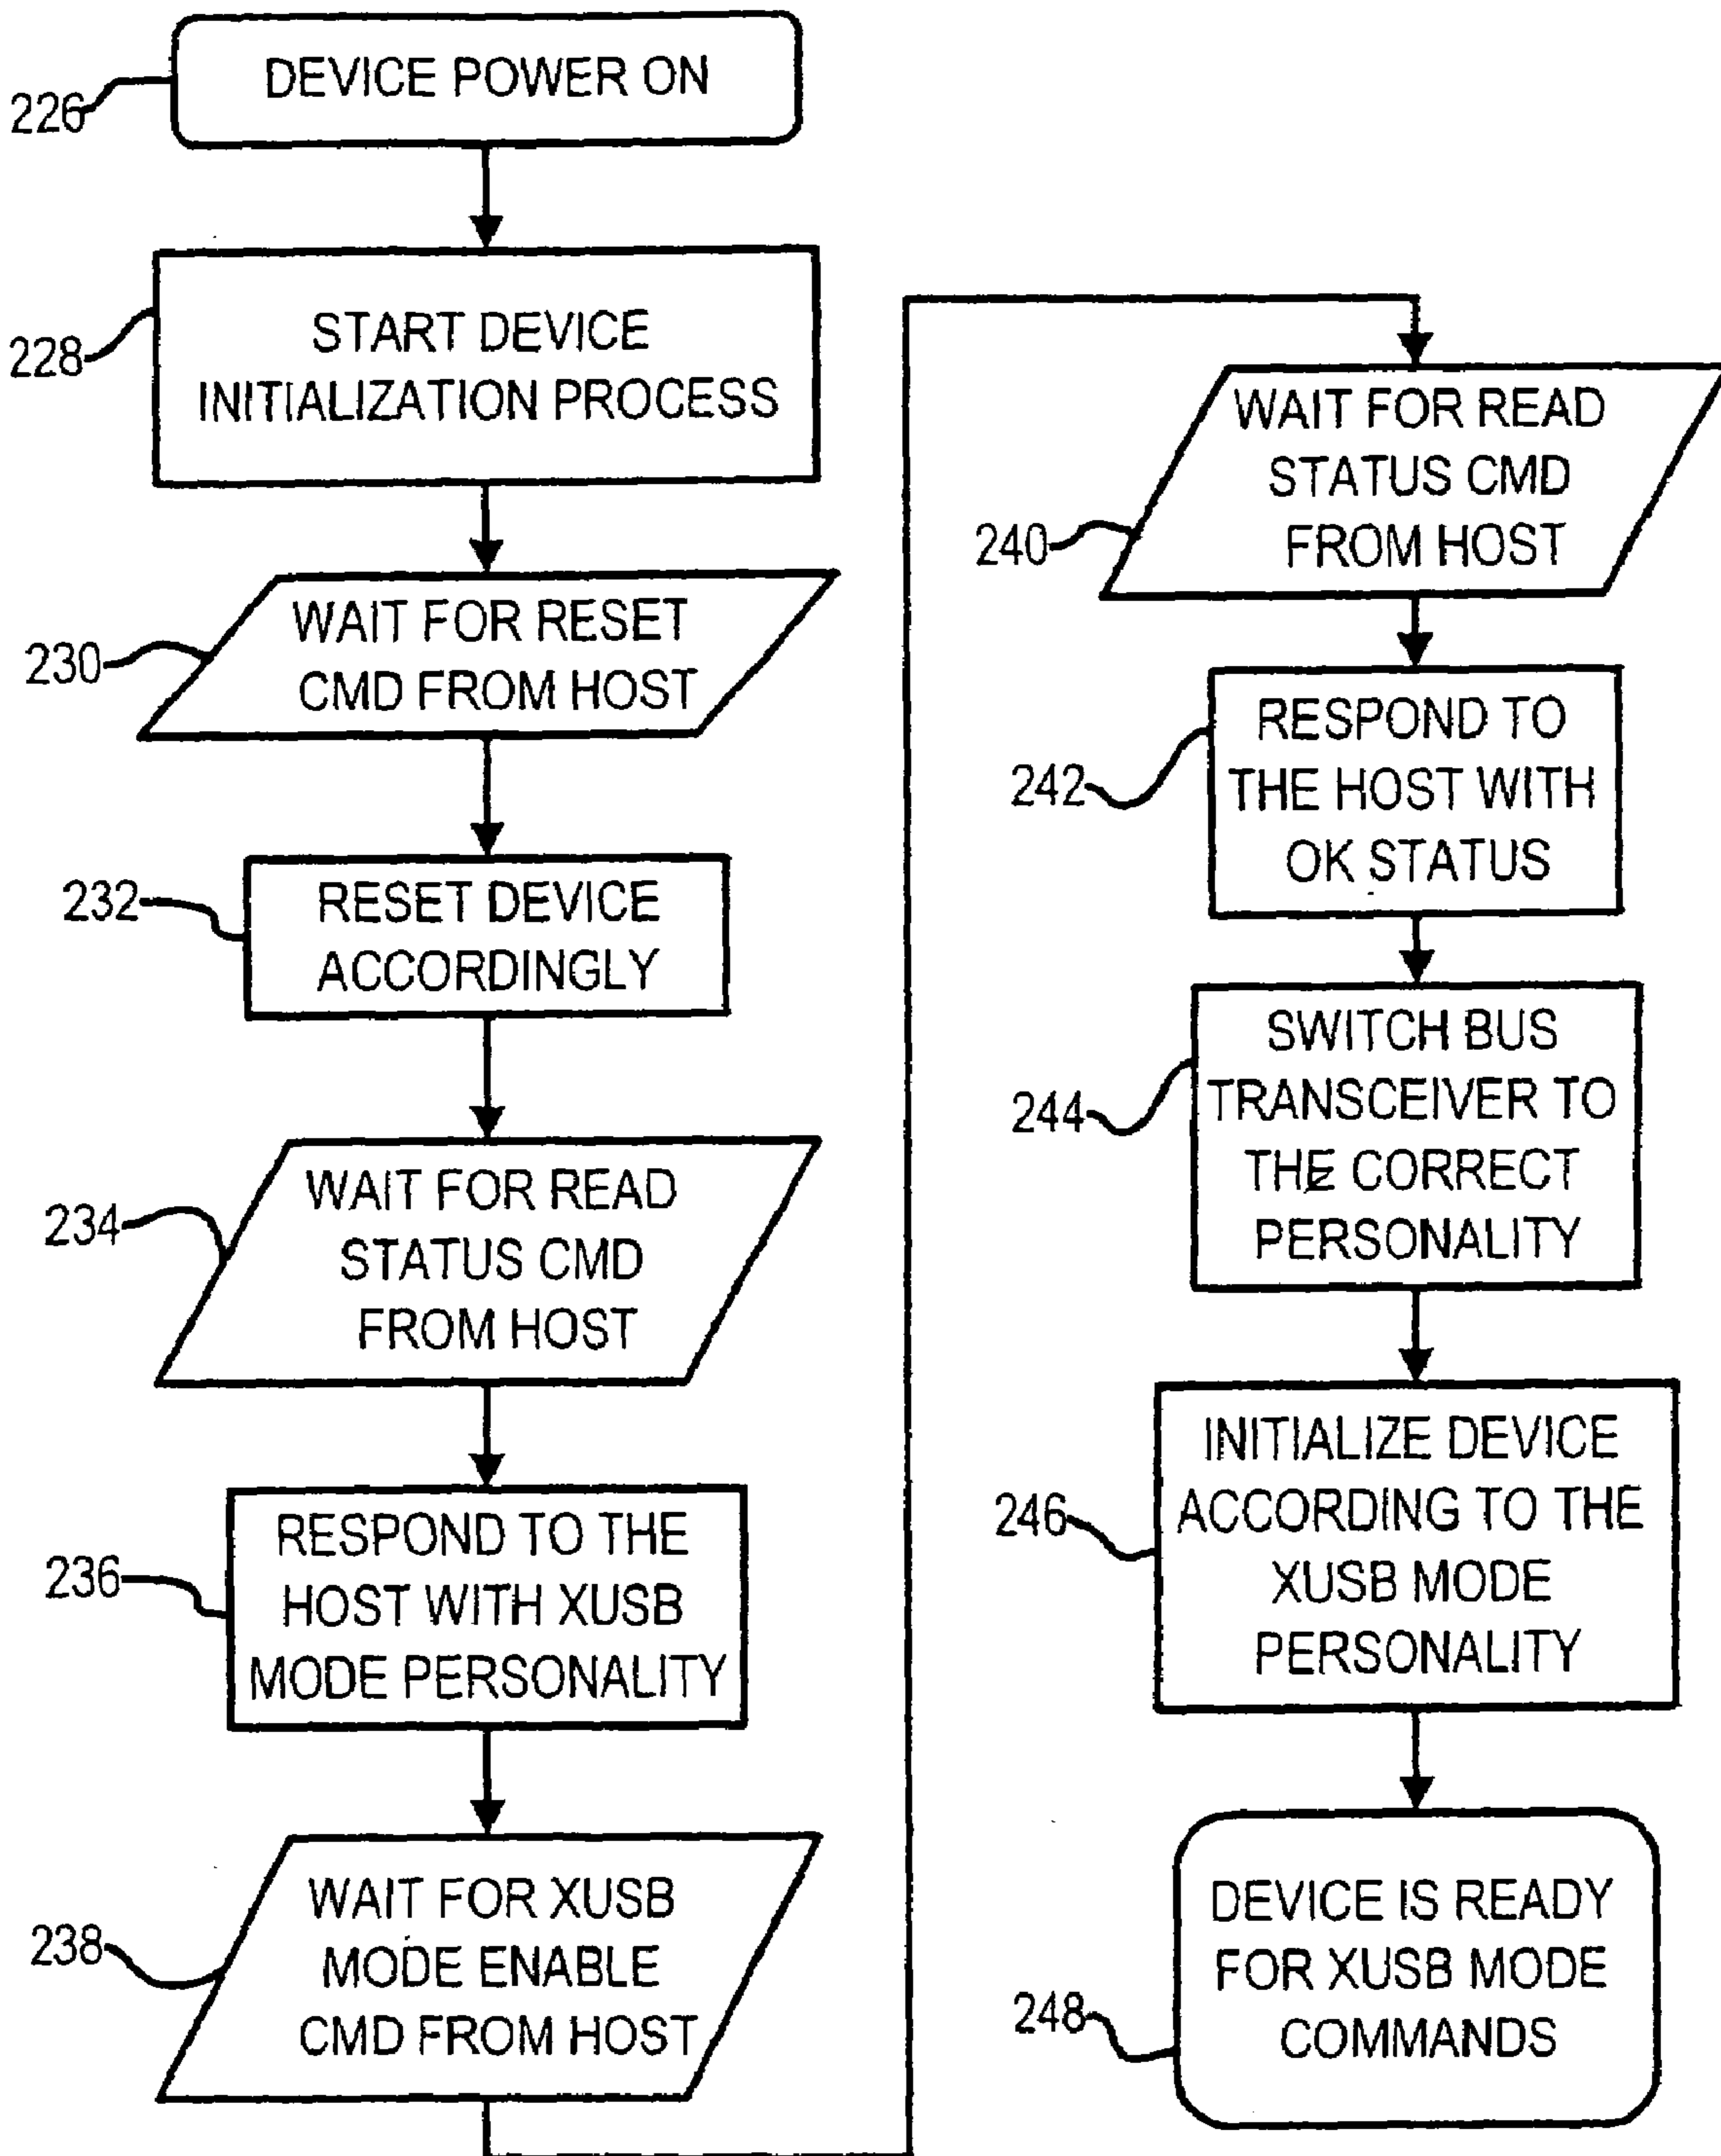 226
DEVICE POWER ON
228
START DEVICE
INITIALIZATION PROCESS
230
WAIT FOR RESET
CMD FROM HOST
232
RESET DEVICE
ACCORDINGLY
234
WAIT FOR READ
STATUS CMD
FROM HOST
236
RESPOND TO THE
HOST WITH XUSB
MODE PERSONALITY
238
WAIT FOR XUSB
MODE ENABLE
CMD FROM HOST
240
WAIT FOR READ
STATUS CMD
FROM HOST
242
RESPOND TO
THE HOST WITH
OK STATUS
244
SWITCH BUS
TRANSCEIVER TO
THE CORRECT
PERSONALITY
246
INITIALIZE DEVICE
ACCORDING TO THE
XUSB MODE
PERSONALITY
248
DEVICE IS READY
FOR XUSB MODE
COMMANDS